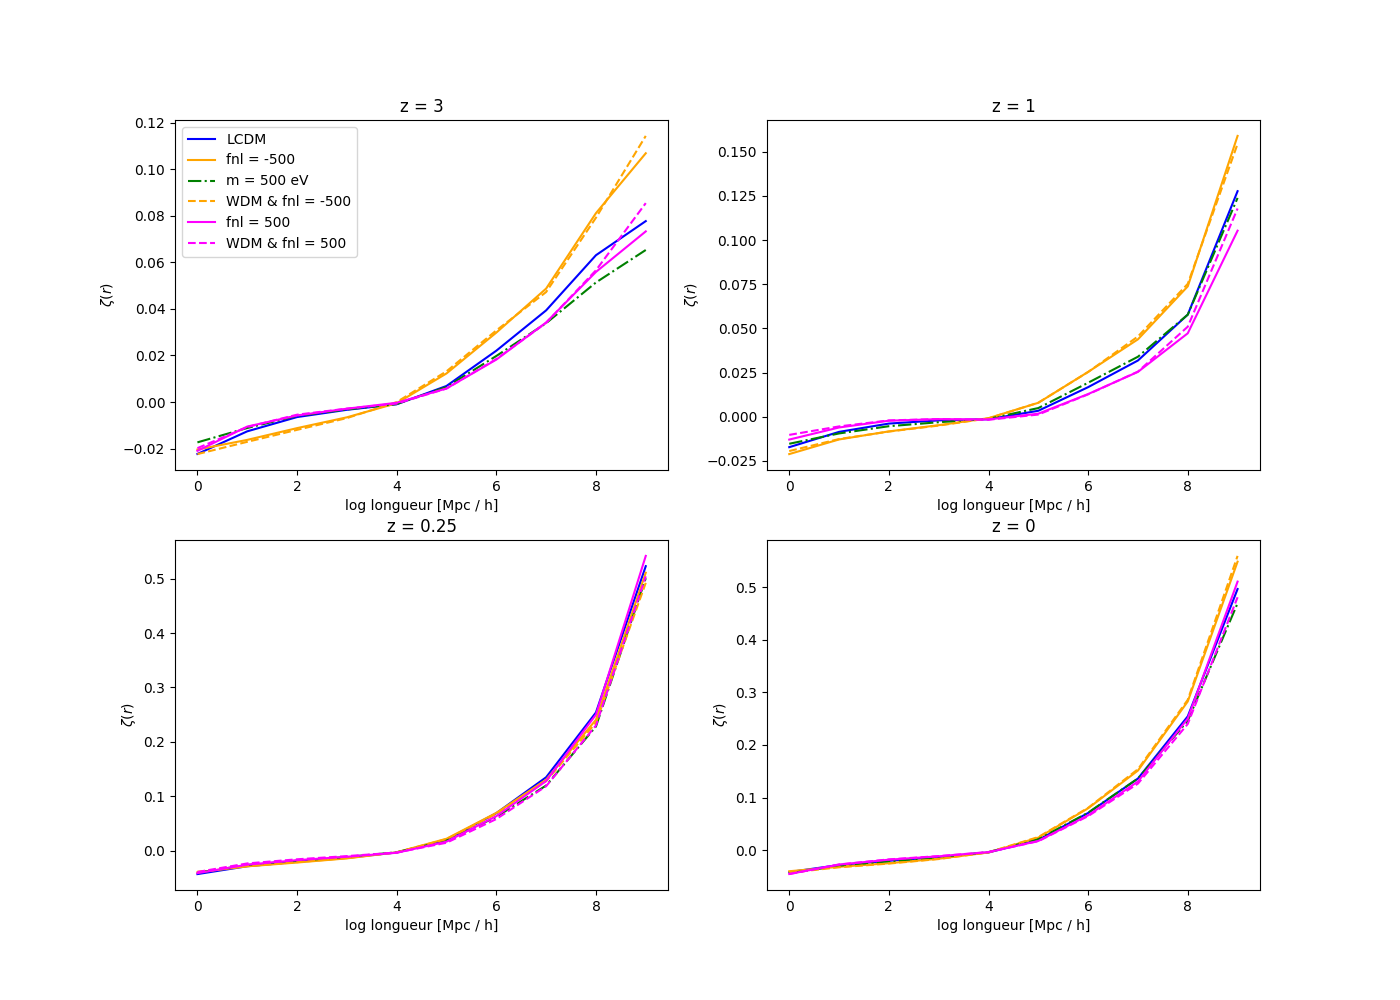 z = 3
0.12
0.10
0.08
0.06
0.04
0.02
0.00
−0.02
ζ(r)
LCDM
fnl = -500
m = 500 eV
WDM & fnl = -500
fnl = 500
WDM & fnl = 500
0 2 4 6 8
log longueur [Mpc / h]
z = 1
0.150
0.125
0.100
0.075
0.050
0.025
0.000
−0.025
ζ(r)
0 2 4 6 8
log longueur [Mpc / h]
z = 0.25
0.5
0.4
0.3
0.2
0.1
0.0
ζ(r)
0 2 4 6 8
log longueur [Mpc / h]
z = 0
0.5
0.4
0.3
0.2
0.1
0.0
ζ(r)
0 2 4 6 8
log longueur [Mpc / h]